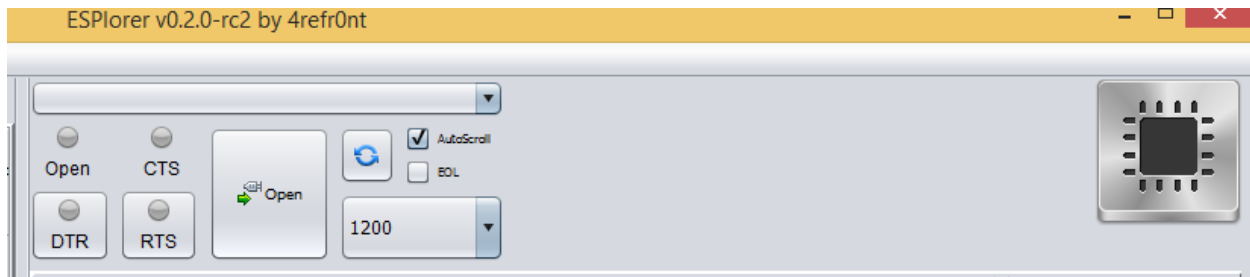 ESPlorer v0.2.0-rc2 by 4refr0nt
AutoScroll
Open CTS
Open
EOL
DTR RTS
1200